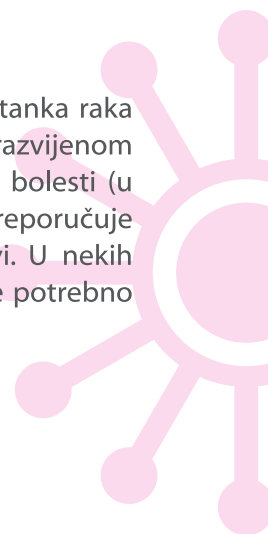 tanka raka
razvijenom
bolesti (u
reporučuje
vi. U nekih
e potrebno